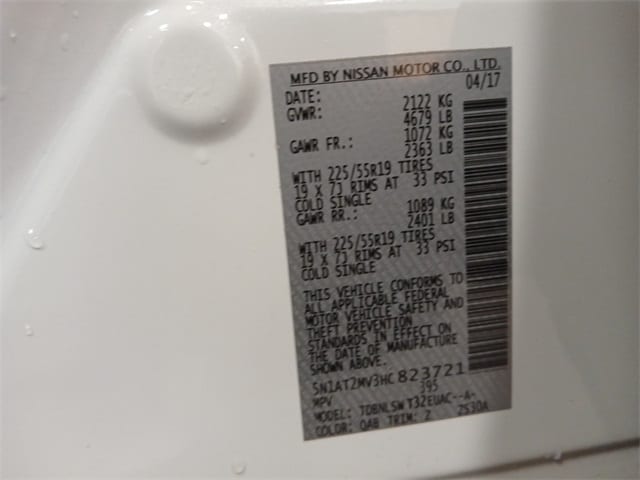 MFD BY NISSAN MOTOR CO., LTD.
DATE: 04/17
GVWR: 2122 KG
4679 LB
GAWR FR.: 1072 KG
2363 LB
WITH 225/55R19 TIRES
19 X 7J RIMS AT 33 PSI
COLD SINGLE
GAWR RR.: 1089 KG
2401 LB
WITH 225/55R19 TIRES
19 X 7J RIMS AT 33 PSI
COLD SINGLE
THIS VEHICLE CONFORMS TO
ALL APPLICABLE FEDERAL
MOTOR VEHICLE SAFETY AND
THEFT PREVENTION
STANDARDS IN EFFECT ON
THE DATE OF MANUFACTURE
SHOWN ABOVE.
5N1AT2MV3HC 823721
MPV 395
MODEL: TDBNLSW T32EUAC--A-
COLOR: QAB TRIM: Z ZS30A